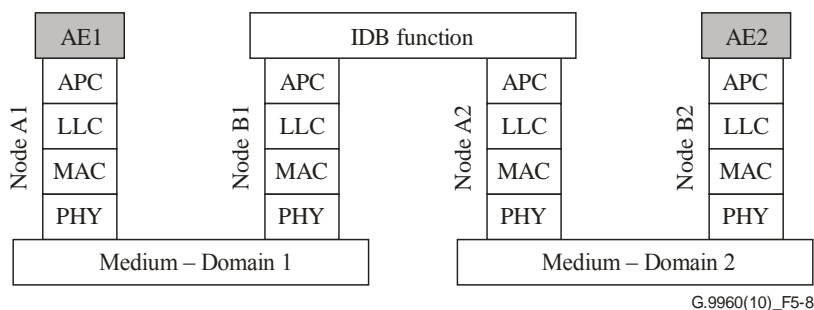 AE1
IDB function
AE2
Node A1
APC
LLC
MAC
PHY
Node B1
APC
LLC
MAC
PHY
Node A2
APC
LLC
MAC
PHY
Node B2
APC
LLC
MAC
PHY
Medium – Domain 1
Medium – Domain 2
G.9960(10)_F5-8